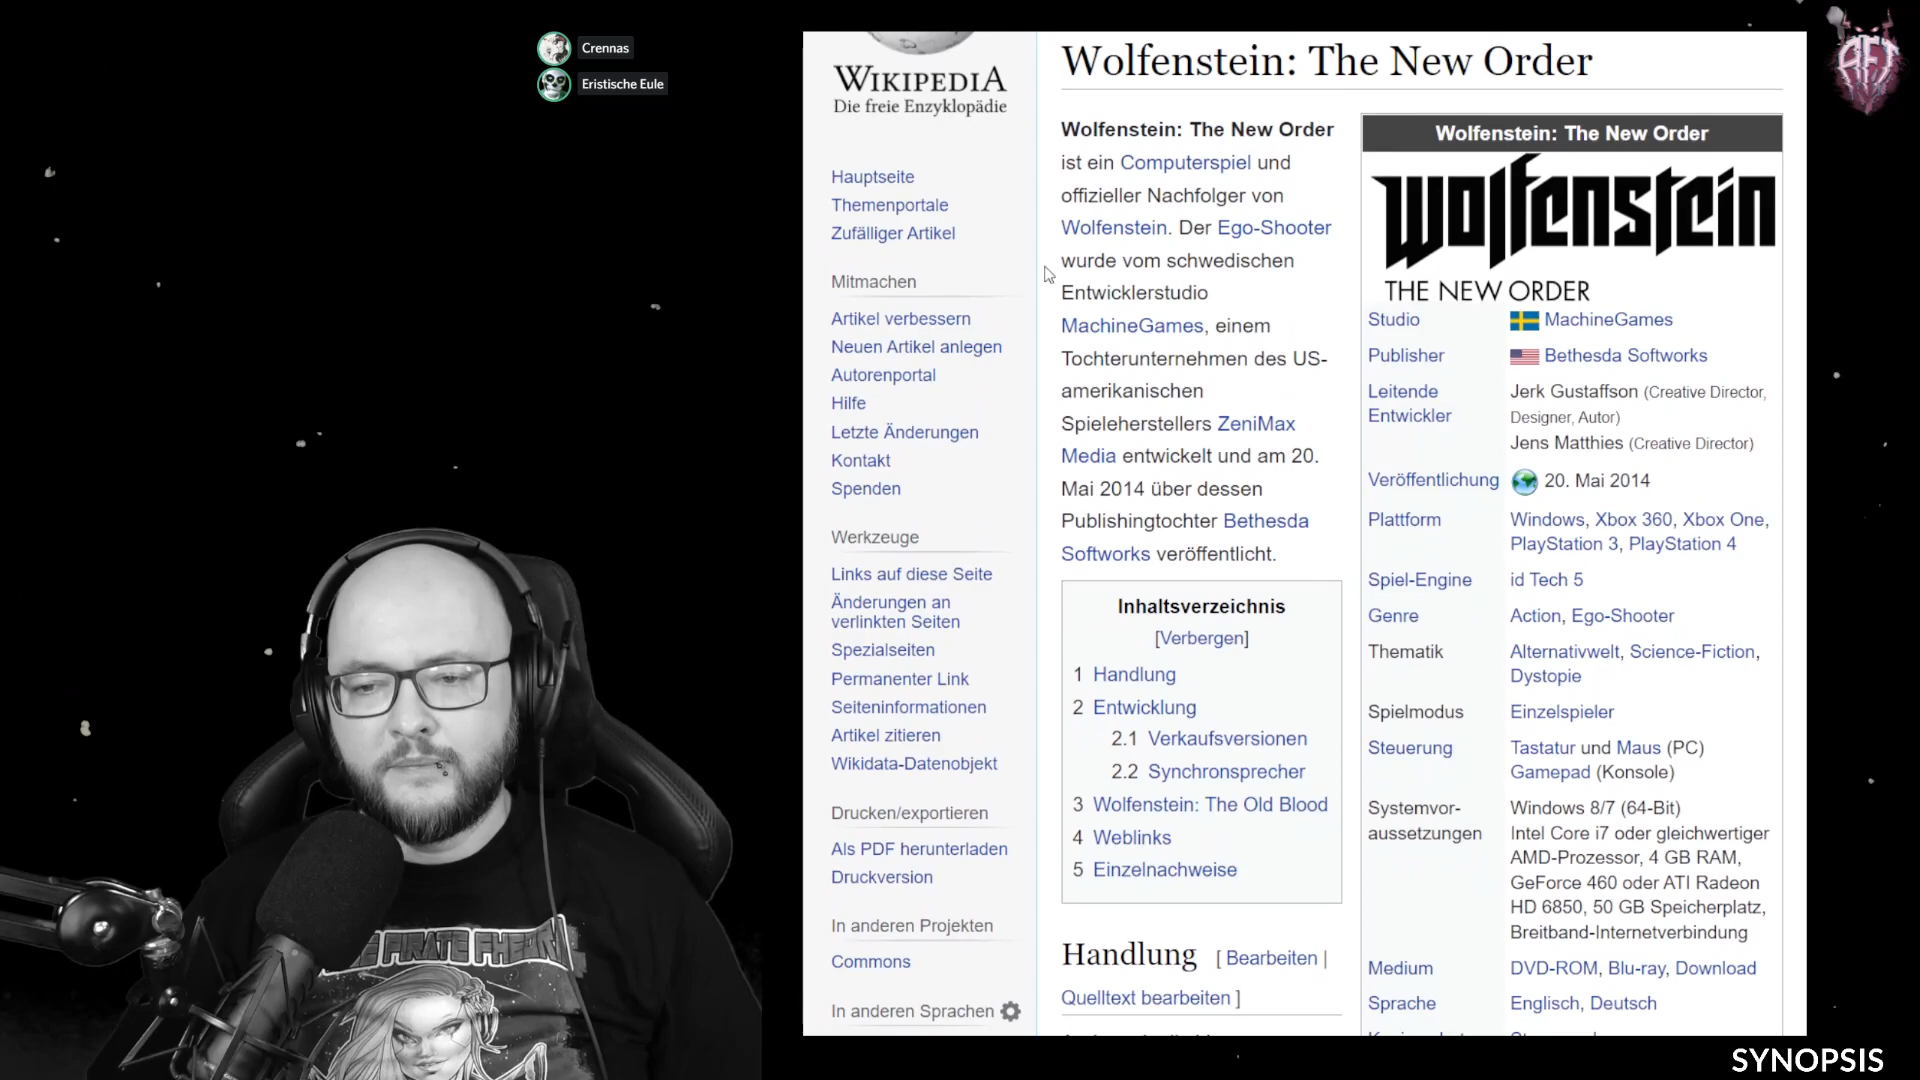 Crennas
Eristische Eule
AFT
WIKIPEDIA
Die freie Enzyklopädie
Hauptseite
Themenportale
Zufälliger Artikel
Mitmachen
Artikel verbessern
Neuen Artikel anlegen
Autorenportal
Hilfe
Letzte Änderungen
Kontakt
Spenden
Werkzeuge
Links auf diese Seite
Änderungen an
verlinkten Seiten
Spezialseiten
Permanenter Link
Seiteninformationen
Artikel zitieren
Wikidata-Datenobjekt
Drucken/exportieren
Als PDF herunterladen
Druckversion
In anderen Projekten
Commons
In anderen Sprachen
Wolfenstein: The New Order
Wolfenstein: The New Order
ist ein Computerspiel und
offizieller Nachfolger von
Wolfenstein. Der Ego-Shooter
wurde vom schwedischen
Entwicklerstudio
MachineGames, einem
Tochterunternehmen des US-
amerikanischen
Spieleherstellers ZeniMax
Media entwickelt und am 20.
Mai 2014 über dessen
Publishingtochter Bethesda
Softworks veröffentlicht.
Inhaltsverzeichnis
[Verbergen]
1 Handlung
2 Entwicklung
2.1 Verkaufsversionen
2.2 Synchronsprecher
3 Wolfenstein: The Old Blood
4 Weblinks
5 Einzelnachweise
Handlung [ Bearbeiten |
Quelltext bearbeiten ]
Wolfenstein: The New Order
wolfenstein
THE NEW ORDER
Studio MachineGames
Publisher Bethesda Softworks
Leitende Entwickler Jerk Gustaffson (Creative Director,
Designer, Autor)
Jens Matthies (Creative Director)
Veröffentlichung 20. Mai 2014
Plattform Windows, Xbox 360, Xbox One,
PlayStation 3, PlayStation 4
Spiel-Engine id Tech 5
Genre Action, Ego-Shooter
Thematik Alternativwelt, Science-Fiction,
Dystopie
Spielmodus Einzelspieler
Steuerung Tastatur und Maus (PC)
Gamepad (Konsole)
Systemvor-
aussetzungen
Windows 8/7 (64-Bit)
Intel Core i7 oder gleichwertiger
AMD-Prozessor, 4 GB RAM,
GeForce 460 oder ATI Radeon
HD 6850, 50 GB Speicherplatz,
Breitband-Internetverbindung
Medium DVD-ROM, Blu-ray, Download
Sprache Englisch, Deutsch
PIRATE
SYNOPSIS